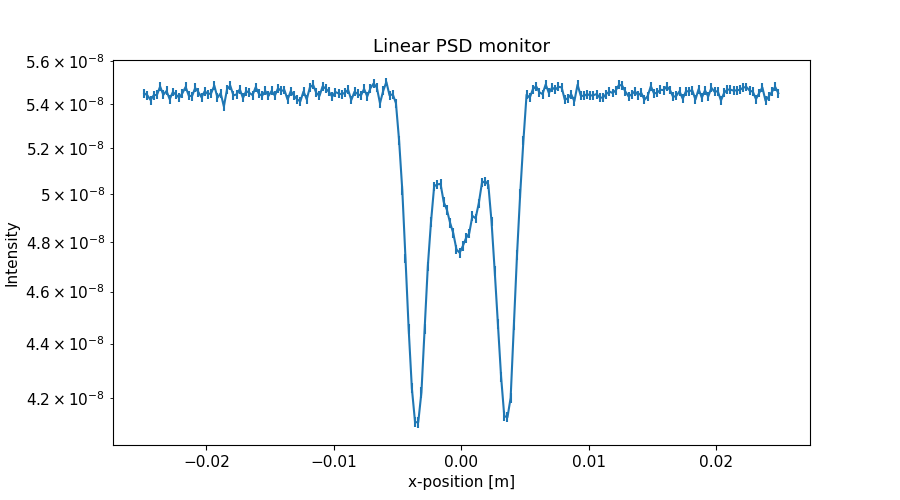 Linear PSD monitor
5.6 × 10⁻⁸
5.4 × 10⁻⁸
5.2 × 10⁻⁸
5 × 10⁻⁸
4.8 × 10⁻⁸
4.6 × 10⁻⁸
4.4 × 10⁻⁸
4.2 × 10⁻⁸
Intensity
−0.02 −0.01 0.00 0.01 0.02
x-position [m]